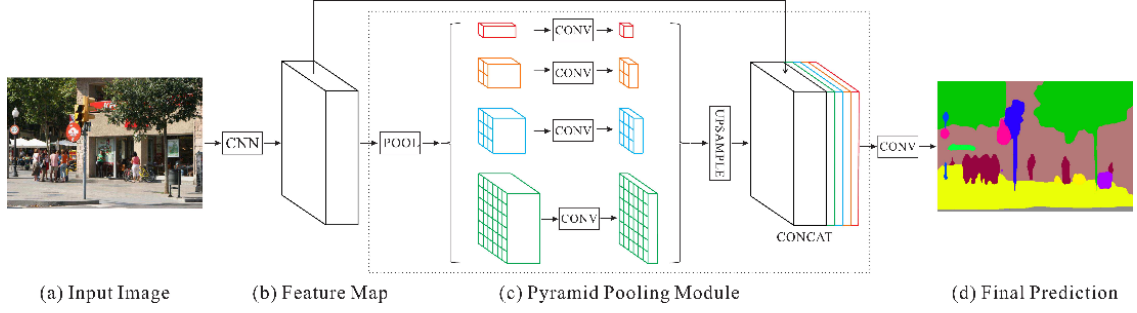 CNN
POOL
CONV
CONV
CONV
CONV
UPSAMPLE
CONCAT
CONV
(a) Input Image
(b) Feature Map
(c) Pyramid Pooling Module
(d) Final Prediction